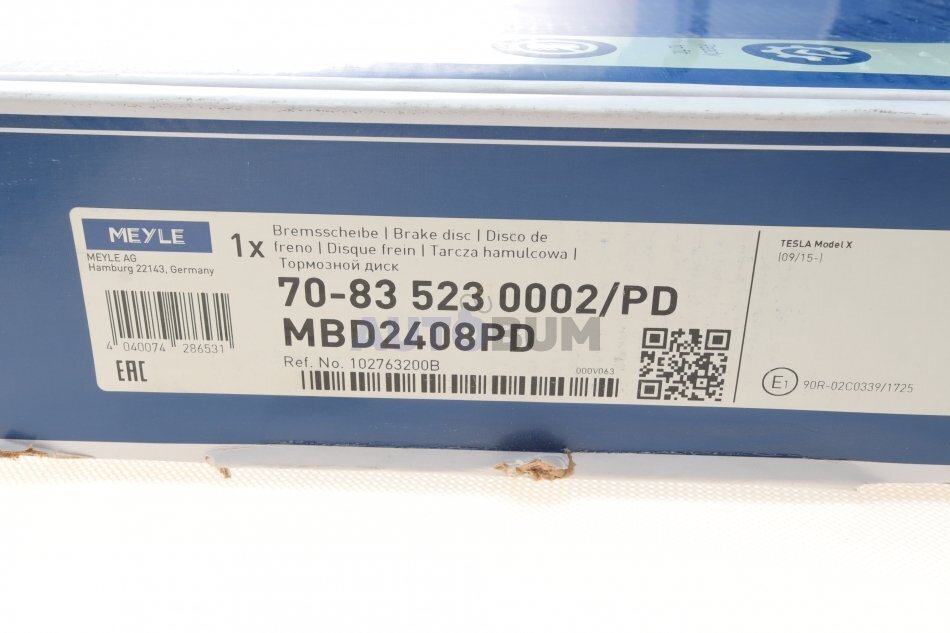 MEYLE
MEYLE AG
Hamburg 22143, Germany
4 040074 286531
EAC
1x
Bremsscheibe | Brake disc | Disco de
freno | Disque frein | Tarcza hamulcowa |
Тормозной диск
70-83 523 0002/PD
MBD2408PD
AUTOBUM
Ref. No. 102763200B
000V063
TESLA Model X
(09/15-)
E1 90R-02C0339/1725